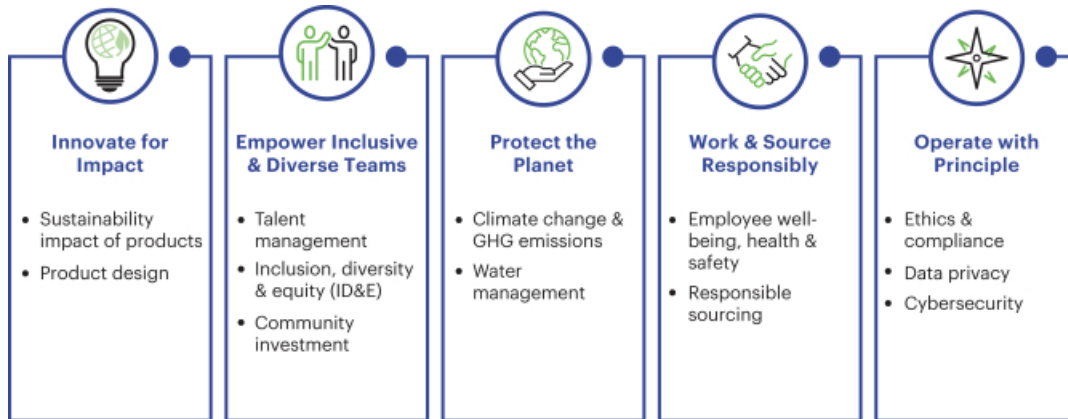 Innovate for
Impact
• Sustainability
impact of products
• Product design
Empower Inclusive
& Diverse Teams
• Talent
management
• Inclusion, diversity
& equity (ID&E)
• Community
investment
Protect the
Planet
• Climate change &
GHG emissions
• Water
management
Work & Source
Responsibly
• Employee well-
being, health &
safety
• Responsible
sourcing
Operate with
Principle
• Ethics &
compliance
• Data privacy
• Cybersecurity